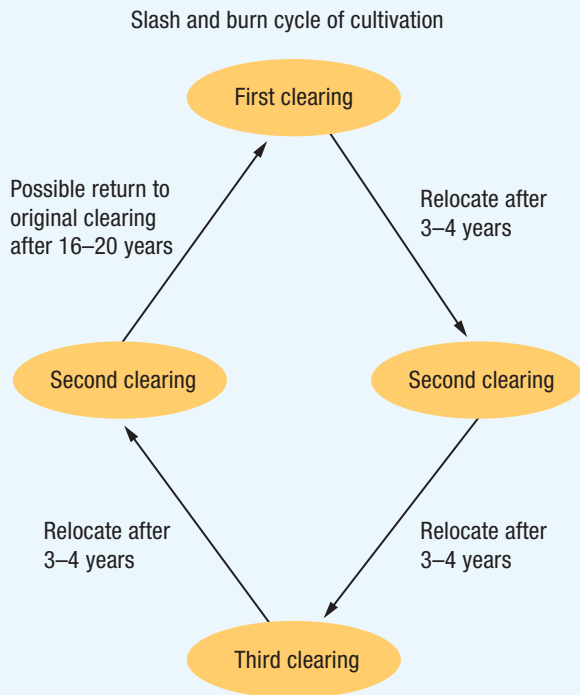 Slash and burn cycle of cultivation
First clearing
Possible return to
original clearing
after 16–20 years
Relocate after
3–4 years
Second clearing
Second clearing
Relocate after
3–4 years
Relocate after
3–4 years
Third clearing